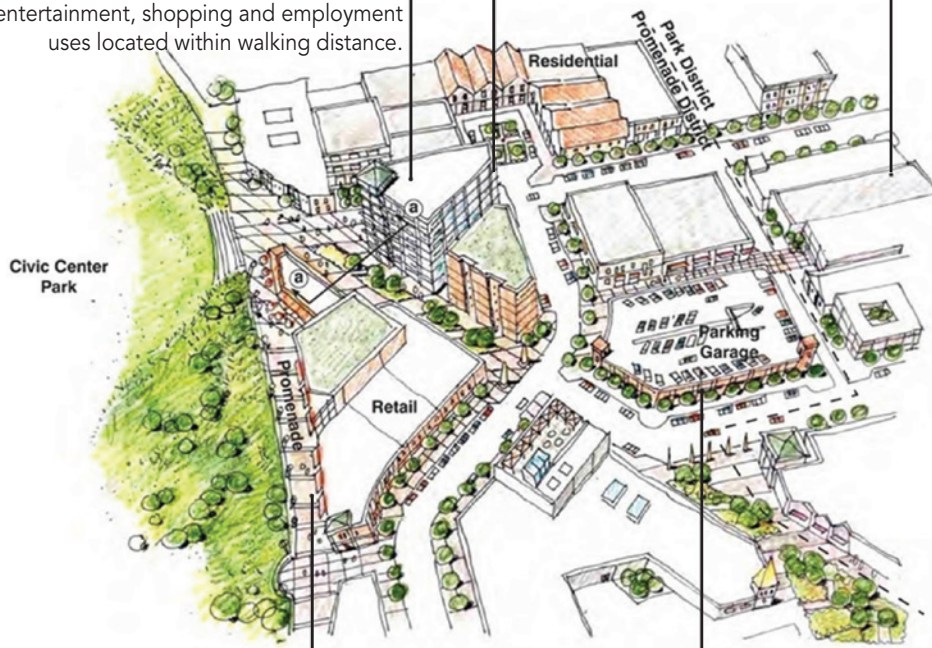 entertainment, shopping and employment
uses located within walking distance.
Residential
Park District
Promenade District
a
Civic Center
Park
a
Parking
Garage
Promenade
Retail